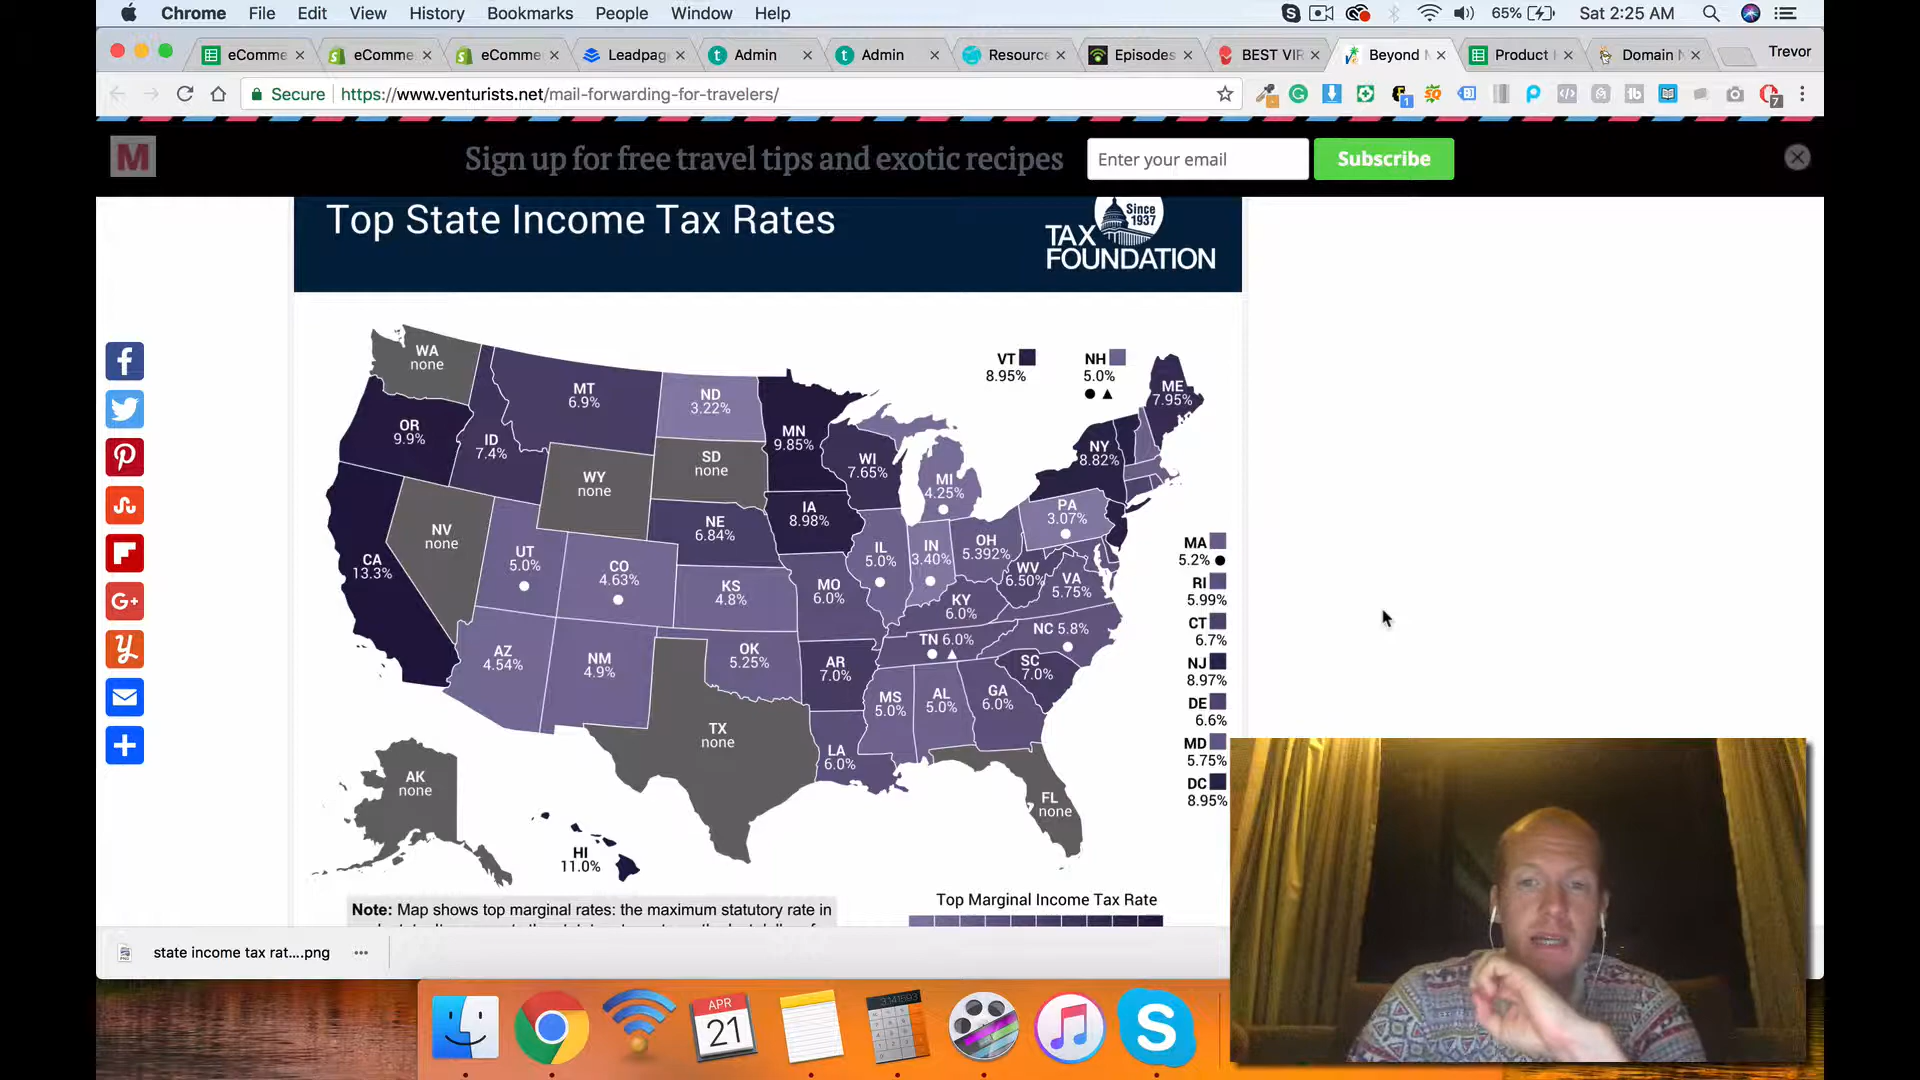 Chrome File Edit View History Bookmarks People Window Help 65% Sat 2:25 AM
eComme eComme eComme Leadpag Admin Admin Resourc Episodes BEST VIR Beyond Product Domain Trevor
Secure https://www.venturists.net/mail-forwarding-for-travelers/
M Sign up for free travel tips and exotic recipes Enter your email Subscribe
Top State Income Tax Rates
Since
1937
TAX
FOUNDATION
WA
none
MT
6.9%
ND
3.22%
VT
8.95%
NH
5.0%
ME
7.95%
OR
9.9%
ID
7.4%
MN
9.85%
WI
7.65%
NY
8.82%
WY
none
SD
none
MI
4.25%
NV
none
NE
6.84%
IA
8.98%
PA
3.07%
CA
13.3%
UT
5.0%
CO
4.63%
IL
5.0%
IN
3.40%
OH
5.392%
MA
5.2%
KS
4.8%
MO
6.0%
WV
6.50%
VA
5.75%
RI
5.99%
KY
6.0%
CT
6.7%
AZ
4.54%
NM
4.9%
OK
5.25%
AR
7.0%
TN 6.0%
NC 5.8%
SC
7.0%
NJ
8.97%
MS
5.0%
AL
5.0%
GA
6.0%
DE
6.6%
TX
none
LA
6.0%
MD
5.75%
AK
none
FL
none
DC
8.95%
HI
11.0%
Note: Map shows top marginal rates: the maximum statutory rate in
Top Marginal Income Tax Rate
state income tax rat....png
APR
21